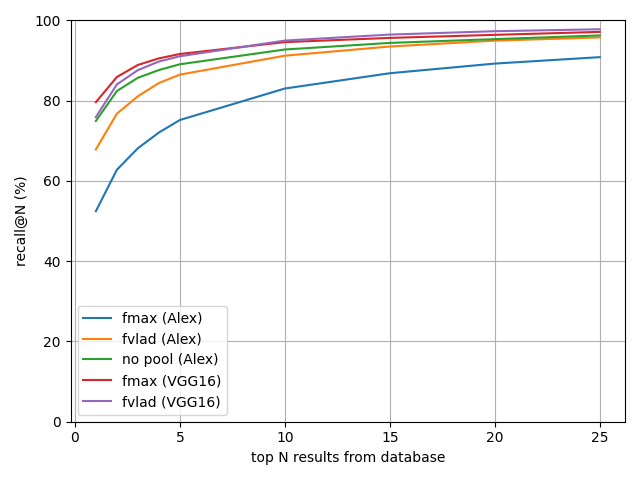 100
80
60
40
20
0
recall@N (%)
fmax (Alex)
fvlad (Alex)
no pool (Alex)
fmax (VGG16)
fvlad (VGG16)
0 5 10 15 20 25
top N results from database